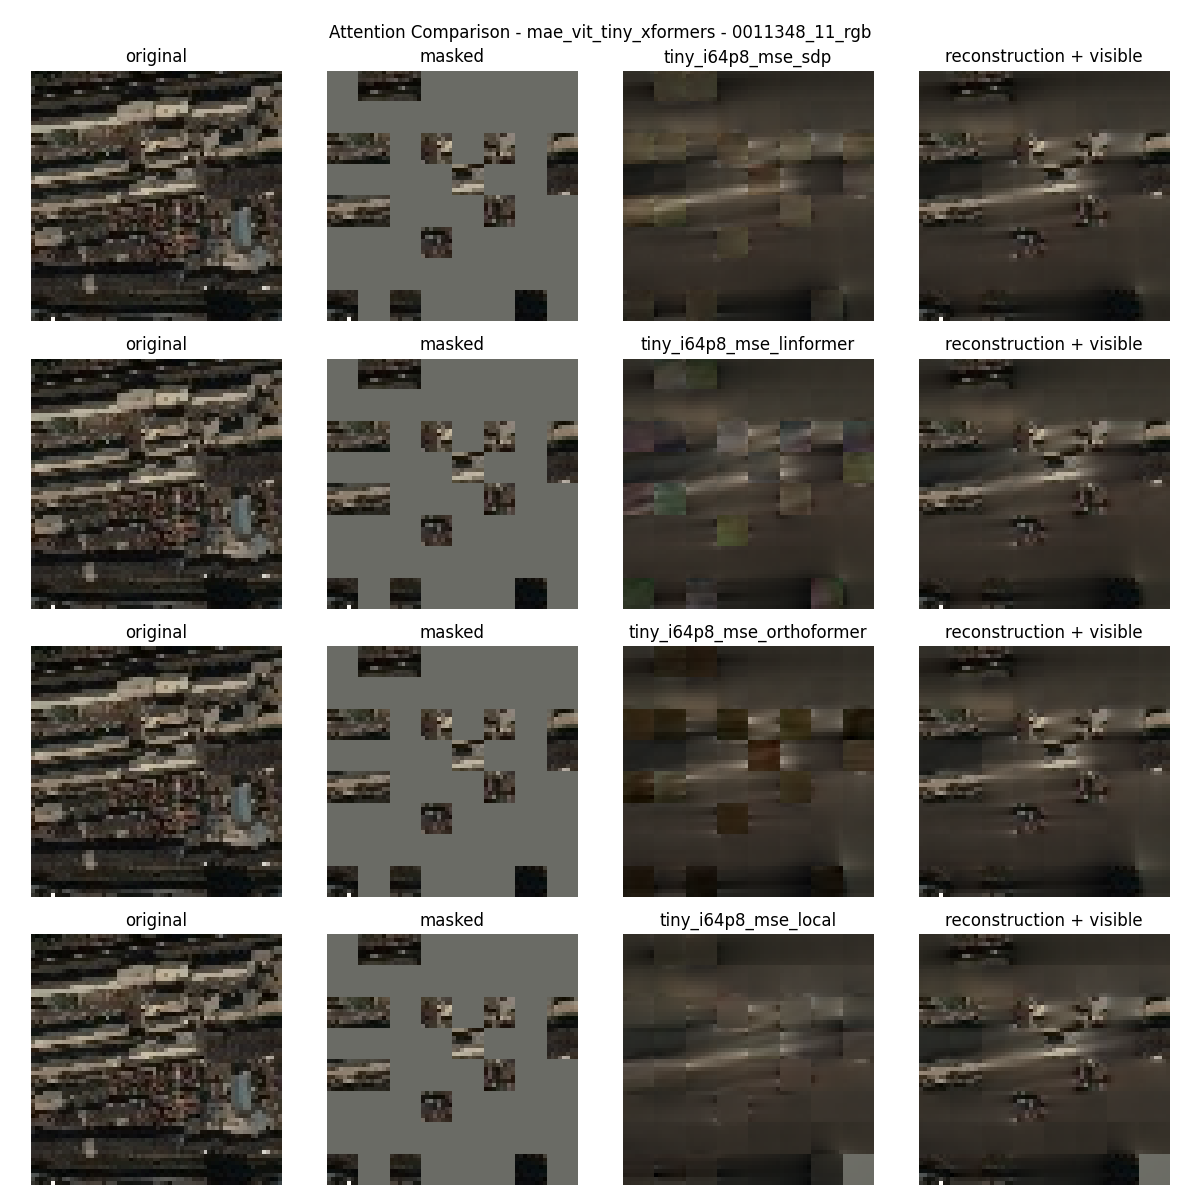 Attention Comparison - mae_vit_tiny_xformers - 0011348_11_rgb
original masked tiny_i64p8_mse_sdp reconstruction + visible
original masked tiny_i64p8_mse_linformer reconstruction + visible
original masked tiny_i64p8_mse_orthoformer reconstruction + visible
original masked tiny_i64p8_mse_local reconstruction + visible